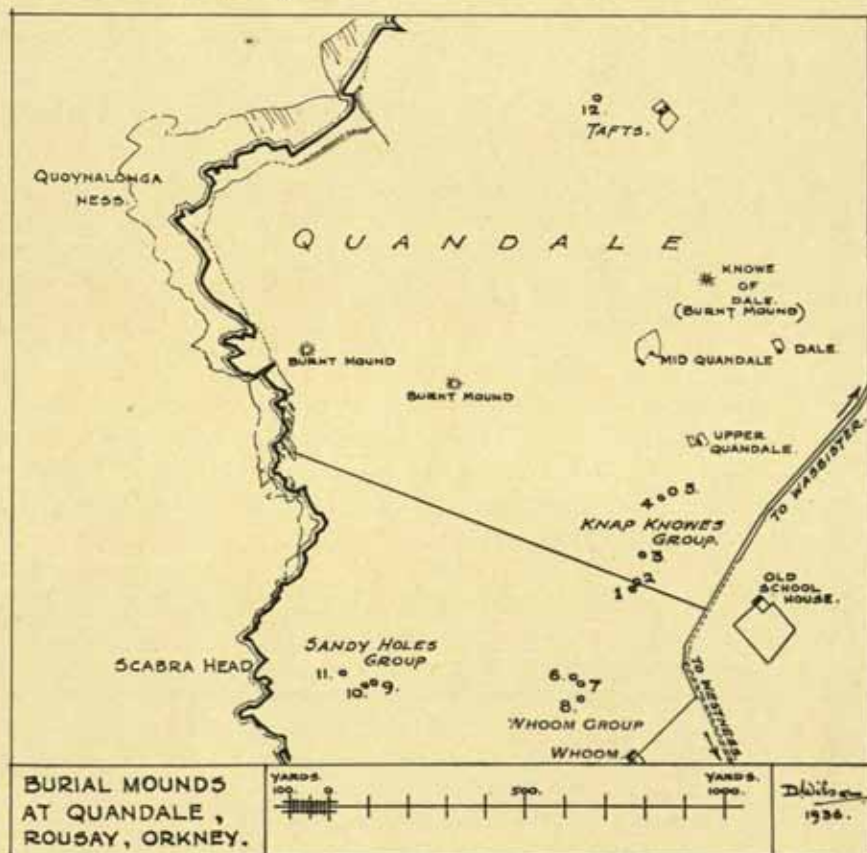 12.
TAFTS.
QUOYNALONGA
NESS.
QUANDALE
KNOWE
OF
DALE.
(BURNT MOUND)
BURNT MOUND
MID QUANDALE
DALE.
BURNT MOUND
UPPER
QUANDALE.
TO WASBISTER.
4
5.
KNAP KNOWES
GROUP.
3
2
1
OLD
SCHOOL
HOUSE.
SANDY HOLES
GROUP
SCABRA HEAD
11.
10.
9.
6.
7
8.
WHOOM GROUP
WHOOM
TO WESTNESS
BURIAL MOUNDS
AT QUANDALE,
ROUSAY, ORKNEY.
YARDS.
100. 0
500.
YARDS.
1000.
D. Wilson
1936.